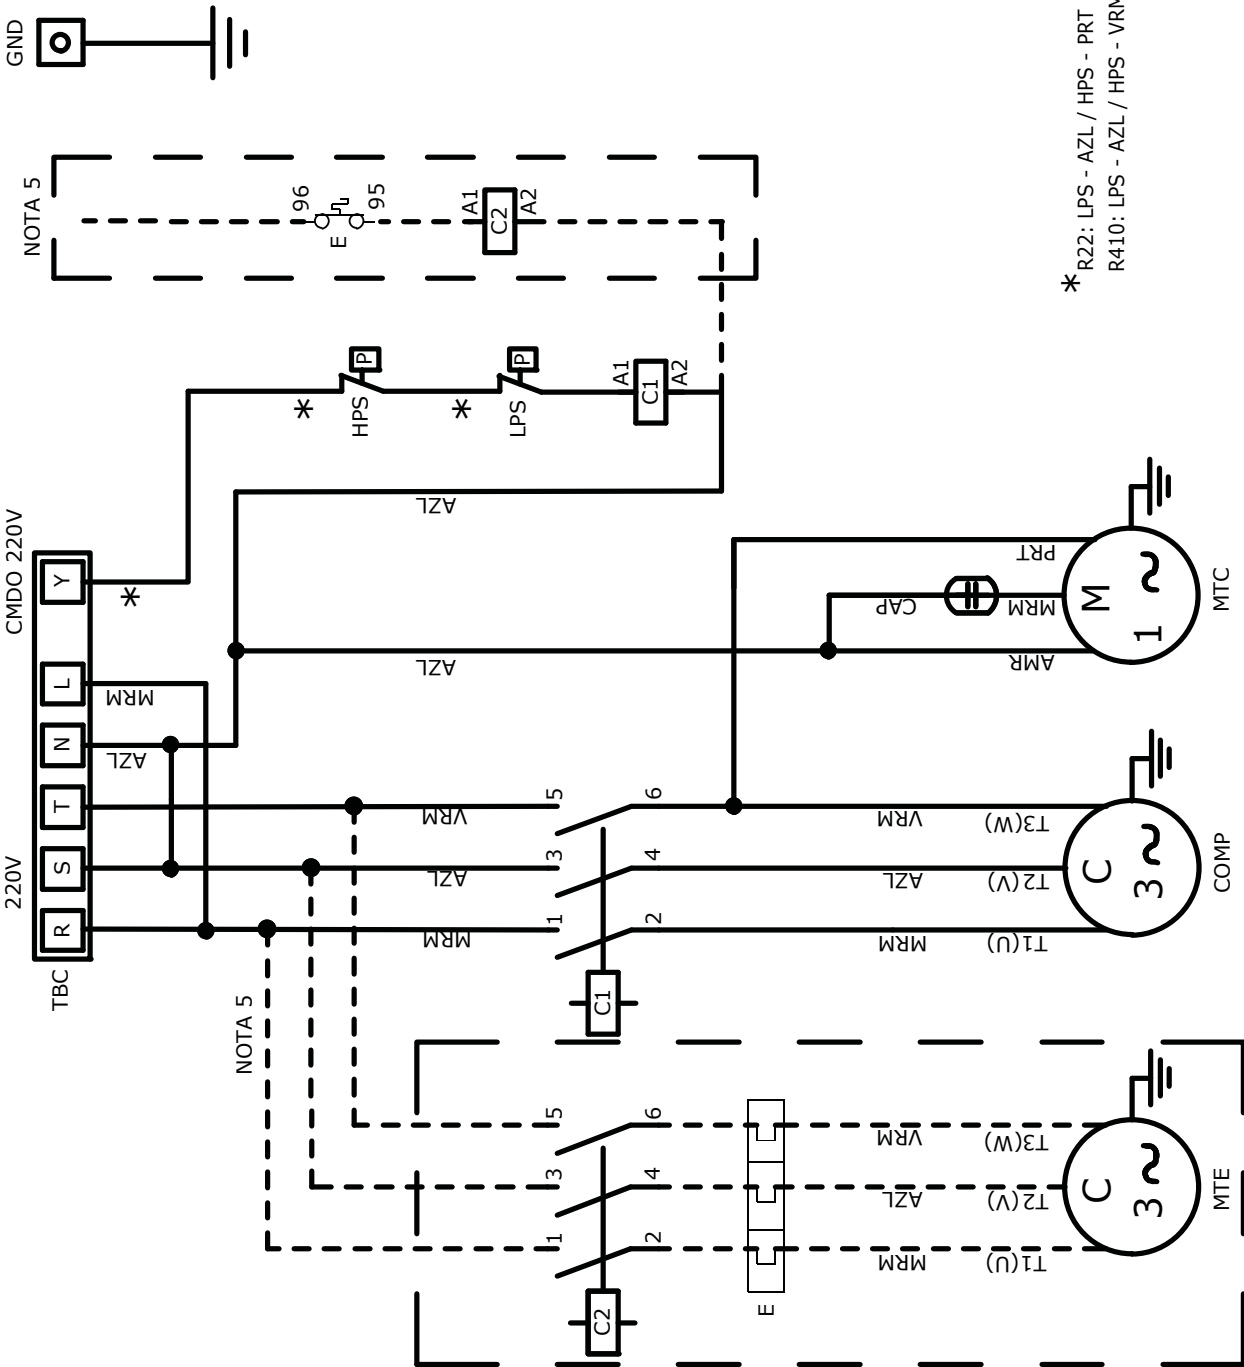 GND
NOTA 5
96
95
E
A1
C2
A2
P
HPS
P
LPS
A1
C1
A2
* R22: LPS - AZL / HPS - PRT
R410: LPS - AZL / HPS - VRM
*
*
AZL
CMDO 220V
Y
*
L
MRM
N
AZL
T
S
R
220V
TBC
AZL
PRT
CAP
MRM
AMR
M
1
MTC
VRM
5
6
VRM
T3(W)
AZL
3
4
AZL
T2(V)
MRM
1
2
MRM
T1(U)
C
3
COMP
C1
NOTA 5
5
6
VRM
T3(W)
3
4
AZL
T2(V)
1
2
MRM
T1(U)
C
3
MTE
C2
E